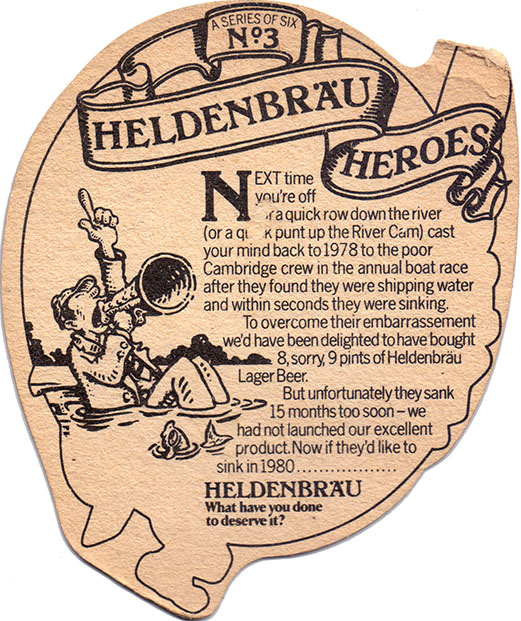 A SERIES OF SIX
Nº3
HELDENBRÄU
HEROES
NEXT time
you're off
r a quick row down the river
(or a qu k punt up the River Cam) cast
your mind back to 1978 to the poor
Cambridge crew in the annual boat race
after they found they were shipping water
and within seconds they were sinking.
To overcome their embarrassement
we'd have been delighted to have bought
8, sorry, 9 pints of Heldenbräu
Lager Beer.
But unfortunately they sank
15 months too soon – we
had not launched our excellent
product. Now if they'd like to
sink in 1980..................
HELDENBRÄU
What have you done
to deserve it?